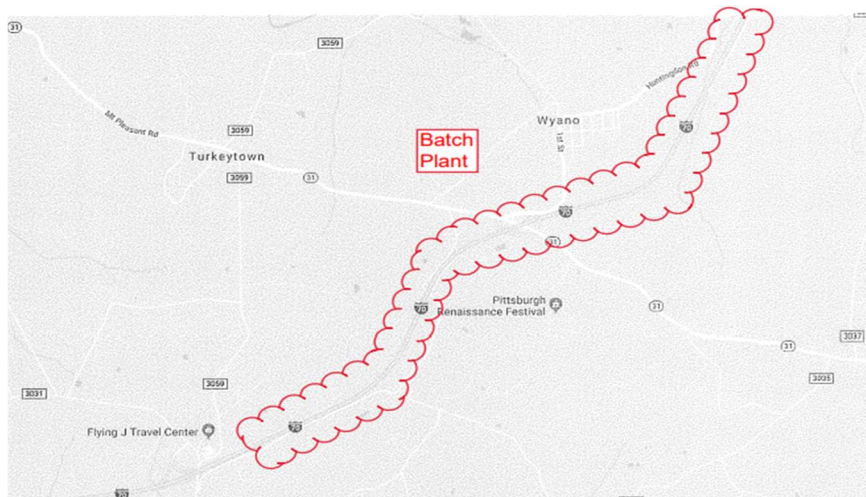 31
3059
Huntingdon Rd
Mt Pleasant Rd
Wyano
70
3059
Batch
Plant
1st St
Turkeytown
3059
31
70
31
Pittsburgh
Renaissance Festival
70
31
3037
31
3035
3059
3031
70
Flying J Travel Center
70